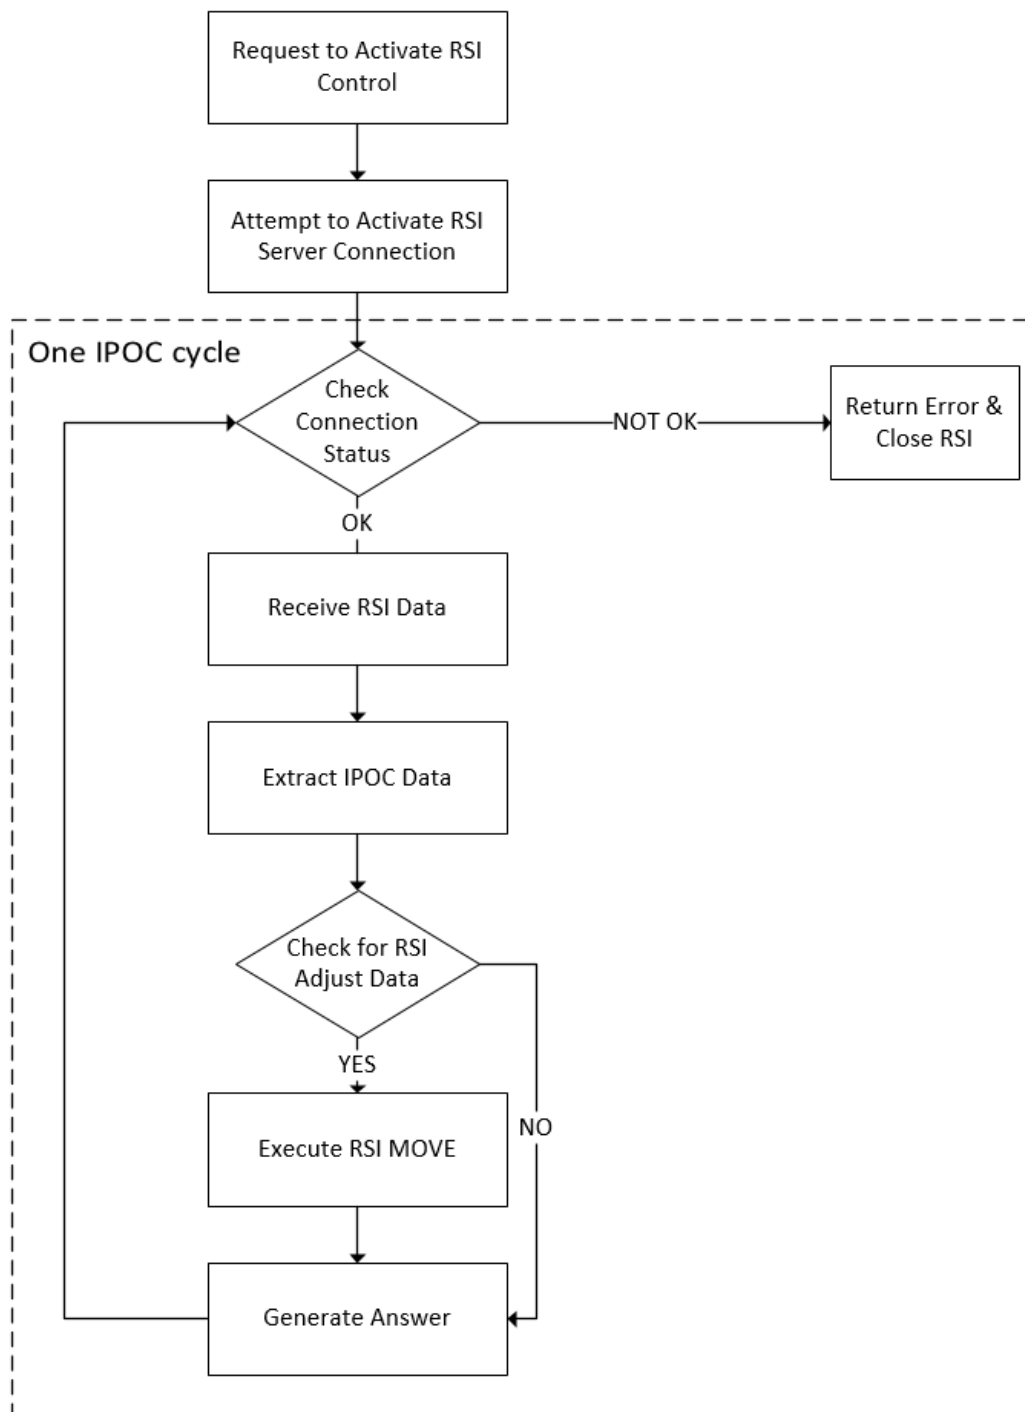 Request to Activate RSI
Control
Attempt to Activate RSI
Server Connection
One IPOC cycle
Check
Connection
Status
NOT OK
Return Error &
Close RSI
OK
Receive RSI Data
Extract IPOC Data
Check for RSI
Adjust Data
YES
NO
Execute RSI MOVE
Generate Answer